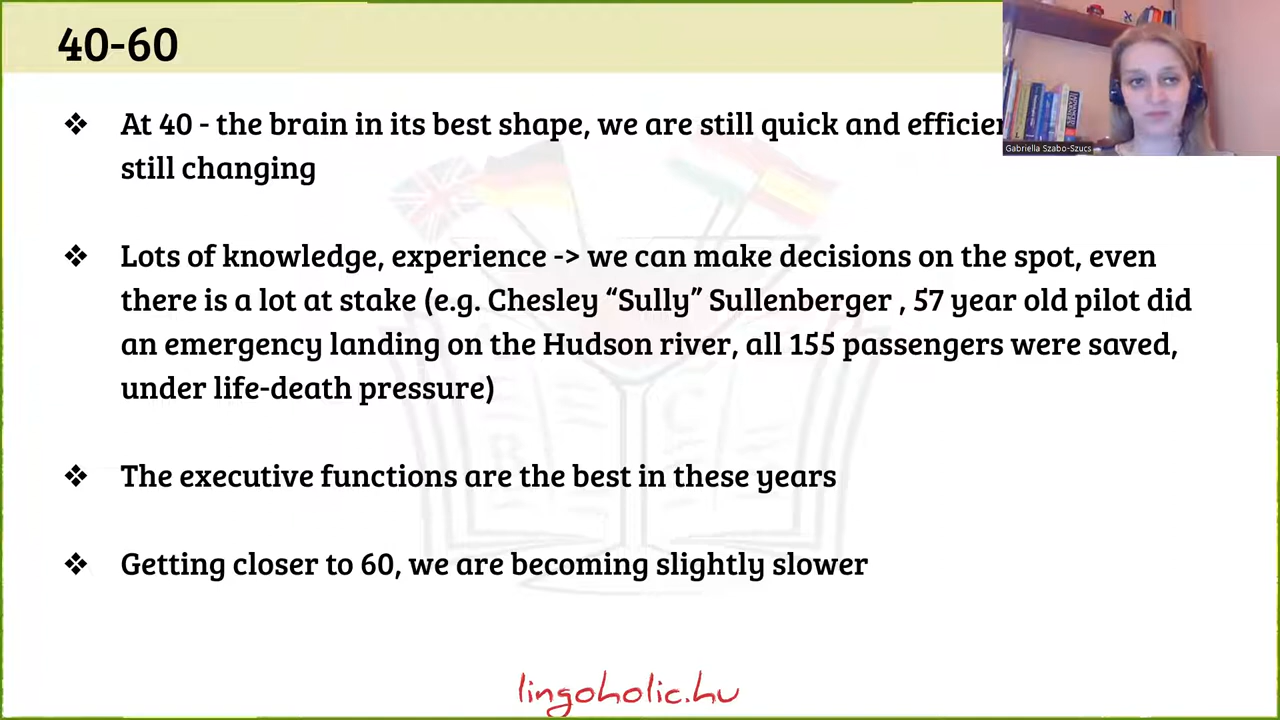 40-60
❖ At 40 - the brain in its best shape, we are still quick and
still changing
❖ Lots of knowledge, experience -> we can make decisions on the spot, even
there is a lot at stake (e.g. Chesley “Sully” Sullenberger , 57 year old pilot did
an emergency landing on the Hudson river, all 155 passengers were saved,
under life-death pressure)
❖ The executive functions are the best in these years
❖ Getting closer to 60, we are becoming slightly slower
Gabriella Szabo-Szucs
lingoholic.hu